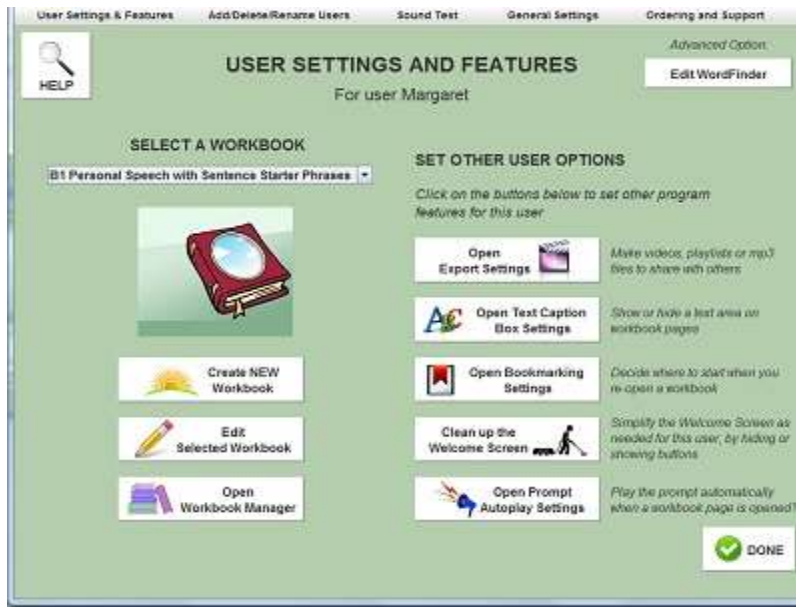 User Settings & Features Add/Delete/Rename Users Sound Test General Settings Ordering and Support
HELP
USER SETTINGS AND FEATURES
For user Margaret
Advanced Option
Edit WordFinder
SELECT A WORKBOOK
B1 Personal Speech with Sentence Starter Phrases
Create NEW
Workbook
Edit
Selected Workbook
Open
Workbook Manager
SET OTHER USER OPTIONS
Click on the buttons below to set other program
features for this user
Open
Export Settings
Make videos, playlists or mp3
files to share with others
Open Text Caption
Box Settings
Show or hide a text area on
workbook pages
Open Bookmarking
Settings
Decide where to start when you
re-open a workbook
Clean up the
Welcome Screen
Simplify the Welcome Screen as
needed for this user, by hiding or
showing buttons
Open Prompt
Autoplay Settings
Play the prompt automatically
when a workbook page is opened?
DONE